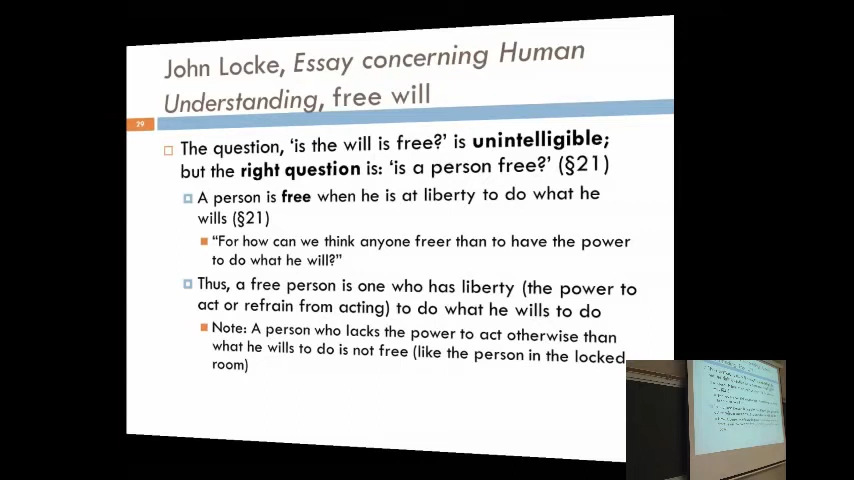 John Locke, Essay concerning Human
Understanding, free will
29
The question, ‘is the will is free?’ is unintelligible;
but the right question is: ‘is a person free?’ (§21)
A person is free when he is at liberty to do what he
wills (§21)
“For how can we think anyone freer than to have the power
to do what he will?”
Thus, a free person is one who has liberty (the power to
act or refrain from acting) to do what he wills to do
Note: A person who lacks the power to act otherwise than
what he wills to do is not free (like the person in the locked
room)